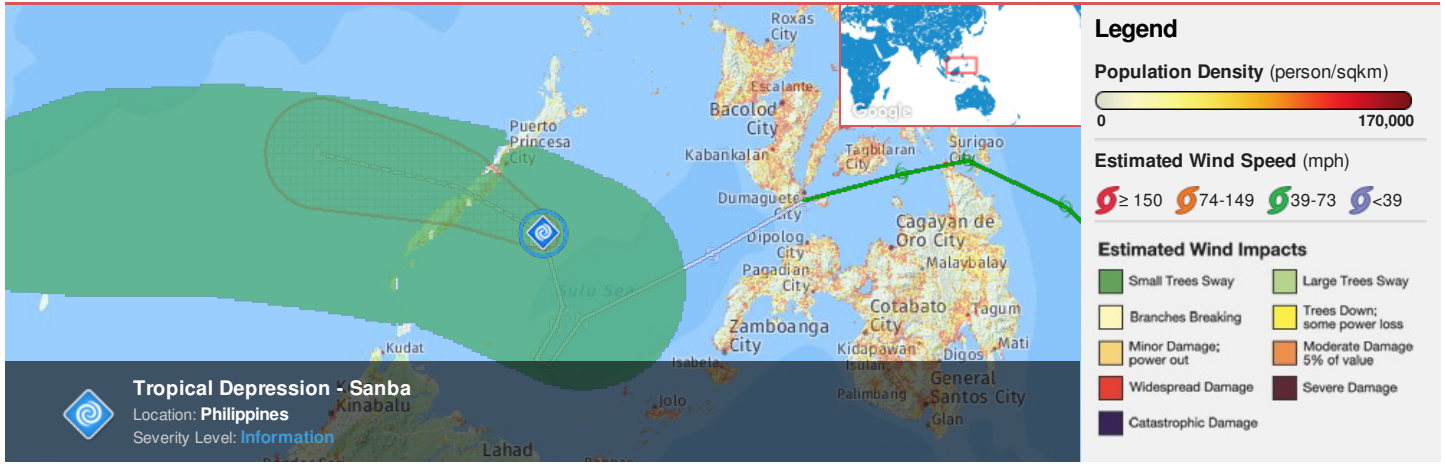 Roxas
City
Escalante
Bacolod
City
Puerto
Princesa
City
Kabankalan
Tagbilaran
City
Surigao
City
Dumaguete
City
Cagayan de
Oro City
Dipolog
City
Malaybalay
Pagadian
City
Sulu Sea
Cotabato
City
Tagum
Zamboanga
City
Mati
Kidapawan
Digos
Kudat
Isabela
Isulan
General
Santos City
Palimbang
Jolo
Glan
Kinabalu
Lahad
Google
Tropical Depression - Sanba
Location: Philippines
Severity Level: Information
Legend
Population Density (person/sqkm)
0 170,000
Estimated Wind Speed (mph)
≥ 150 74-149 39-73 <39
Estimated Wind Impacts
Small Trees Sway Large Trees Sway
Branches Breaking Trees Down;
some power loss
Minor Damage;
power out Moderate Damage
5% of value
Widespread Damage Severe Damage
Catastrophic Damage